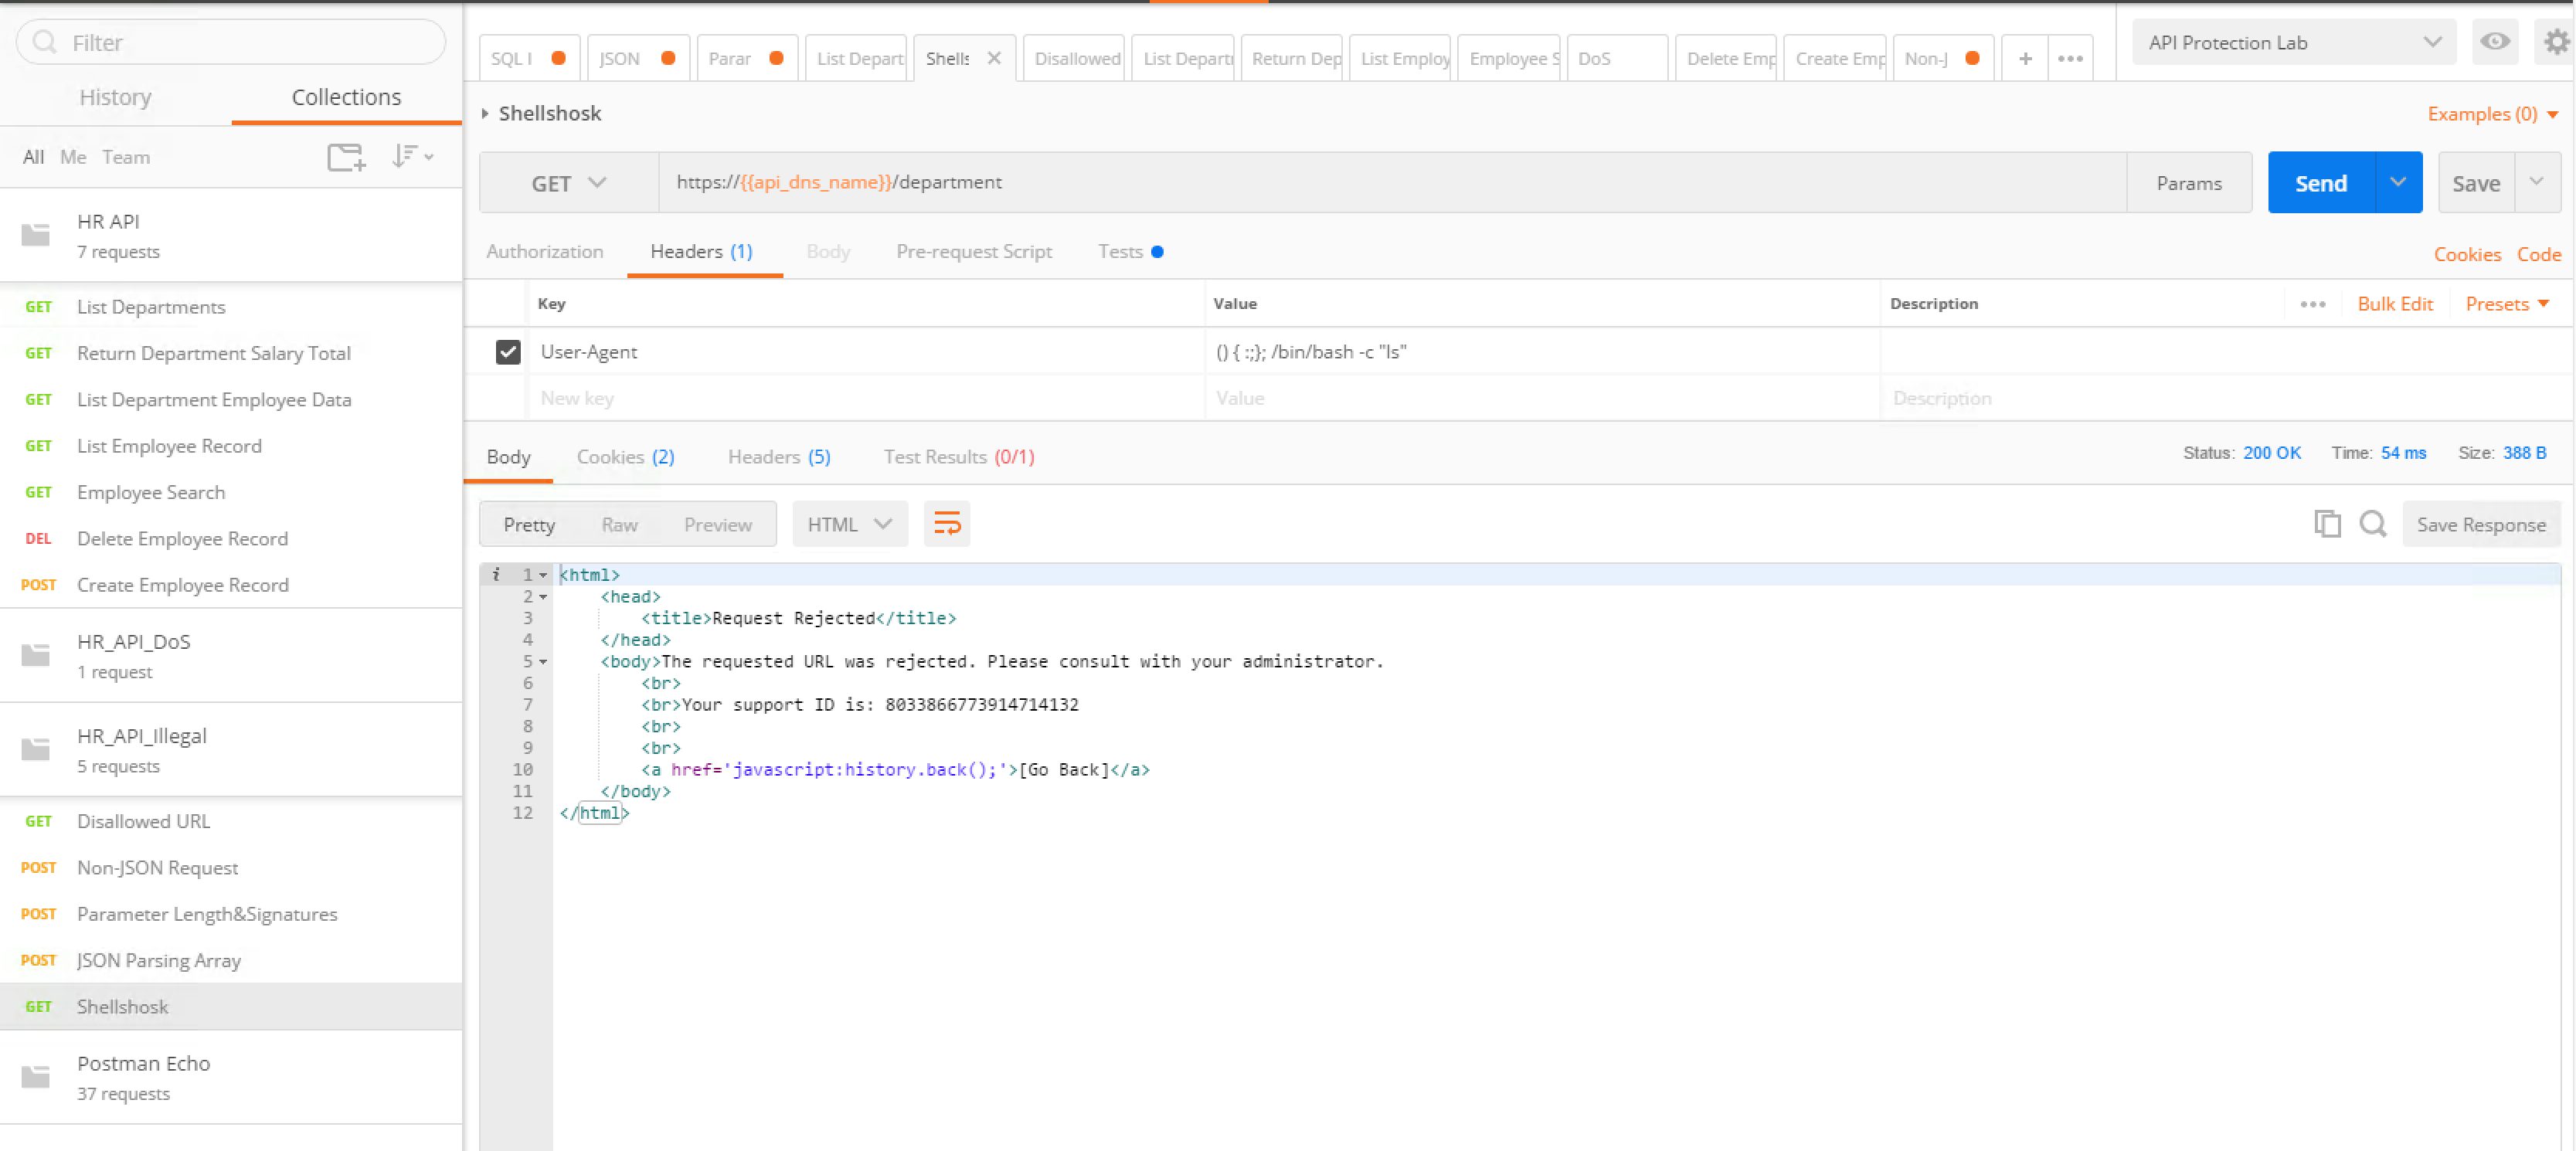 Filter
History
Collections
All Me Team
HR API
7 requests
GET List Departments
GET Return Department Salary Total
GET List Department Employee Data
GET List Employee Record
GET Employee Search
DEL Delete Employee Record
POST Create Employee Record
HR_API_DoS
1 request
HR_API_Illegal
5 requests
GET Disallowed URL
POST Non-JSON Request
POST Parameter Length&Signatures
POST JSON Parsing Array
GET Shellshosk
Postman Echo
37 requests
SQL I JSON Parar List Depart Shells Disallowed List Departr Return Dep List Employ Employee S DoS Delete Emp Create Emp Non-J
API Protection Lab
Shellshosk
Examples (0)
GET
https://{{api_dns_name}}/department
Params
Send
Save
Authorization Headers (1) Body Pre-request Script Tests
Cookies Code
Key Value Description Bulk Edit Presets
User-Agent () { :;}; /bin/bash -c "ls"
New key Value Description
Body Cookies (2) Headers (5) Test Results (0/1)
Status: 200 OK Time: 54 ms Size: 388 B
Pretty Raw Preview HTML
Save Response
i 1 <html>
2 <head>
3 <title>Request Rejected</title>
4 </head>
5 <body>The requested URL was rejected. Please consult with your administrator.
6 <br>
7 <br>Your support ID is: 8033866773914714132
8 <br>
9 <br>
10 <a href='javascript:history.back();'>[Go Back]</a>
11 </body>
12 </html>